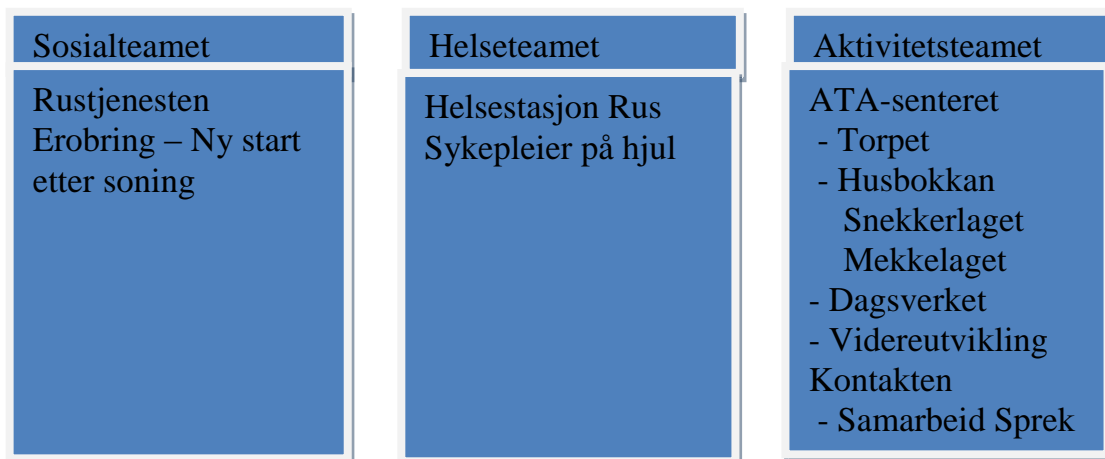 Sosialteamet
Rustjenesten
Erobring – Ny start
etter soning
Helseteamet
Helsestasjon Rus
Sykepleier på hjul
Aktivitetsteamet
ATA-senteret
- Torpet
- Husbokkan
Snekkerlaget
Mekkelaget
- Dagsverket
- Videreutvikling
Kontakten
- Samarbeid Sprek